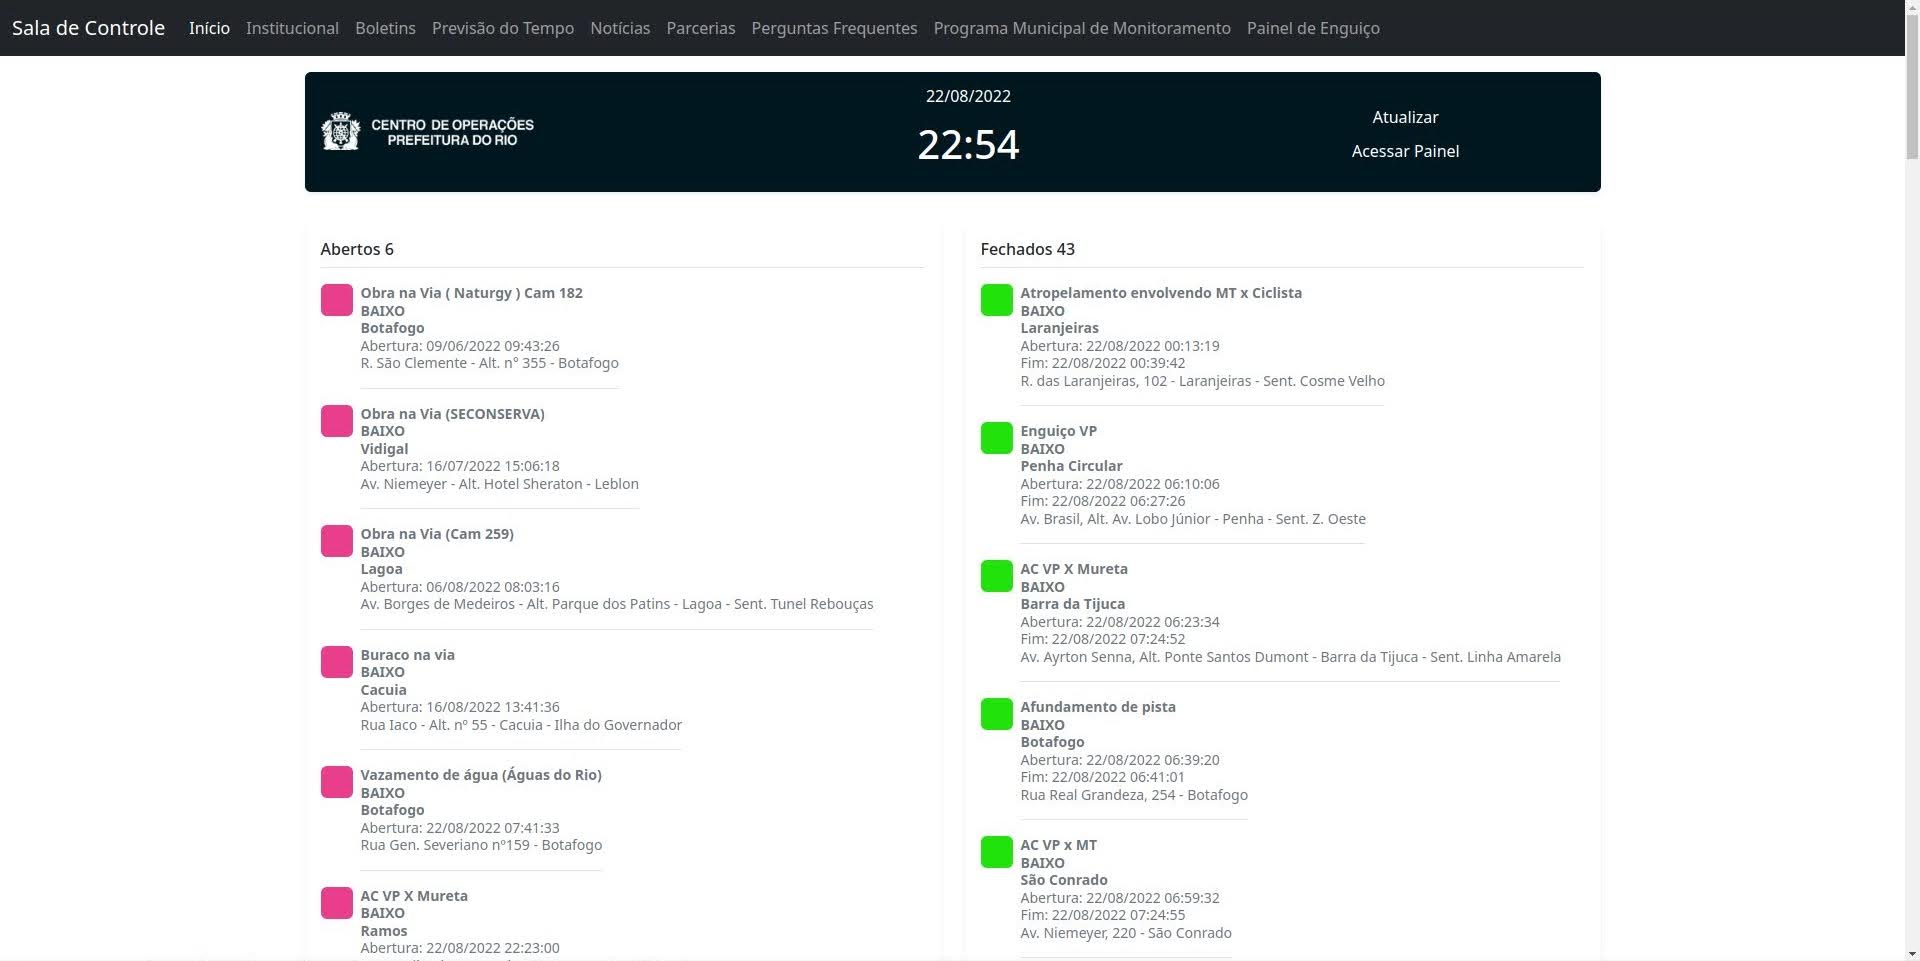 Sala de Controle Início Institucional Boletins Previsão do Tempo Notícias Parcerias Perguntas Frequentes Programa Municipal de Monitoramento Painel de Enguiço
CENTRO DE OPERAÇÕES
PREFEITURA DO RIO
22/08/2022
22:54
Atualizar
Acessar Painel
Abertos 6
Obra na Via ( Naturgy ) Cam 182
BAIXO
Botafogo
Abertura: 09/06/2022 09:43:26
R. São Clemente - Alt. n° 355 - Botafogo
Obra na Via (SECONSERVA)
BAIXO
Vidigal
Abertura: 16/07/2022 15:06:18
Av. Niemeyer - Alt. Hotel Sheraton - Leblon
Obra na Via (Cam 259)
BAIXO
Lagoa
Abertura: 06/08/2022 08:03:16
Av. Borges de Medeiros - Alt. Parque dos Patins - Lagoa - Sent. Tunel Rebouças
Buraco na via
BAIXO
Cacuia
Abertura: 16/08/2022 13:41:36
Rua Iaco - Alt. nº 55 - Cacuia - Ilha do Governador
Vazamento de água (Águas do Rio)
BAIXO
Botafogo
Abertura: 22/08/2022 07:41:33
Rua Gen. Severiano nº159 - Botafogo
AC VP X Mureta
BAIXO
Ramos
Abertura: 22/08/2022 22:23:00
Fechados 43
Atropelamento envolvendo MT x Ciclista
BAIXO
Laranjeiras
Abertura: 22/08/2022 00:13:19
Fim: 22/08/2022 00:39:42
R. das Laranjeiras, 102 - Laranjeiras - Sent. Cosme Velho
Enguiço VP
BAIXO
Penha Circular
Abertura: 22/08/2022 06:10:06
Fim: 22/08/2022 06:27:26
Av. Brasil, Alt. Av. Lobo Júnior - Penha - Sent. Z. Oeste
AC VP X Mureta
BAIXO
Barra da Tijuca
Abertura: 22/08/2022 06:23:34
Fim: 22/08/2022 07:24:52
Av. Ayrton Senna, Alt. Ponte Santos Dumont - Barra da Tijuca - Sent. Linha Amarela
Afundamento de pista
BAIXO
Botafogo
Abertura: 22/08/2022 06:39:20
Fim: 22/08/2022 06:41:01
Rua Real Grandeza, 254 - Botafogo
AC VP x MT
BAIXO
São Conrado
Abertura: 22/08/2022 06:59:32
Fim: 22/08/2022 07:24:55
Av. Niemeyer, 220 - São Conrado